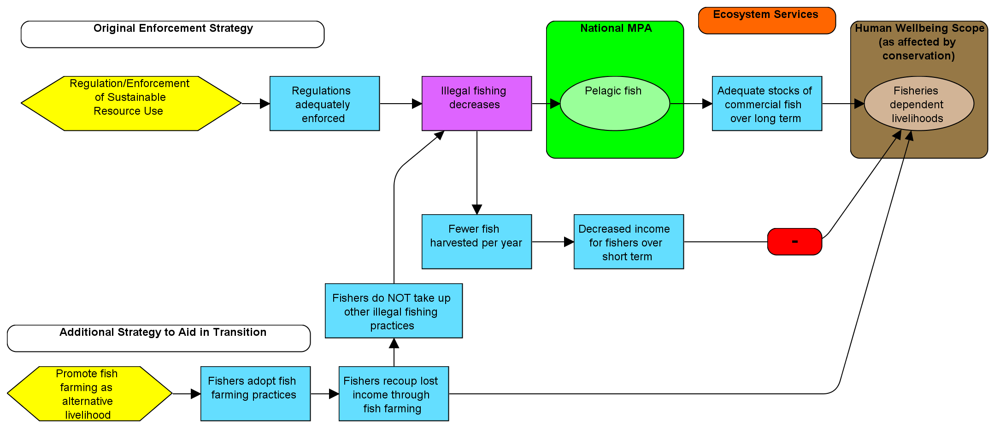 Original Enforcement Strategy
National MPA
Ecosystem Services
Human Wellbeing Scope
(as affected by
conservation)
Regulation/Enforcement
of Sustainable
Resource Use
Regulations
adequately
enforced
Illegal fishing
decreases
Pelagic fish
Adequate stocks of
commercial fish
over long term
Fisheries
dependent
livelihoods
Fewer fish
harvested per year
Decreased income
for fishers over
short term
-
Fishers do NOT take up
other illegal fishing
practices
Additional Strategy to Aid in Transition
Promote fish
farming as
alternative
livelihood
Fishers adopt fish
farming practices
Fishers recoup lost
income through
fish farming